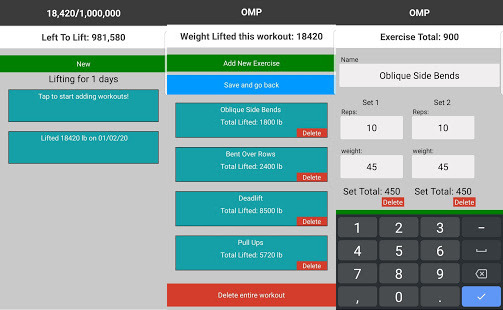 18,420/1,000,000
Left To Lift: 981,580
New
Lifting for 1 days
Tap to start adding workouts!
Lifted 18420 lb on 01/02/20
OMP
Weight Lifted this workout: 18420
Add New Exercise
Save and go back
Oblique Side Bends
Total Lifted: 1800 lb
Delete
Bent Over Rows
Total Lifted: 2400 lb
Delete
Deadlift
Total Lifted: 8500 lb
Delete
Pull Ups
Total Lifted: 5720 lb
Delete
Delete entire workout
OMP
Exercise Total: 900
Name
Oblique Side Bends
Set 1 Set 2
Reps: Reps:
10 10
weight: weight:
45 45
Set Total: 450 Set Total: 450
Delete Delete
1 2 3 -
4 5 6
7 8 9
, 0 .